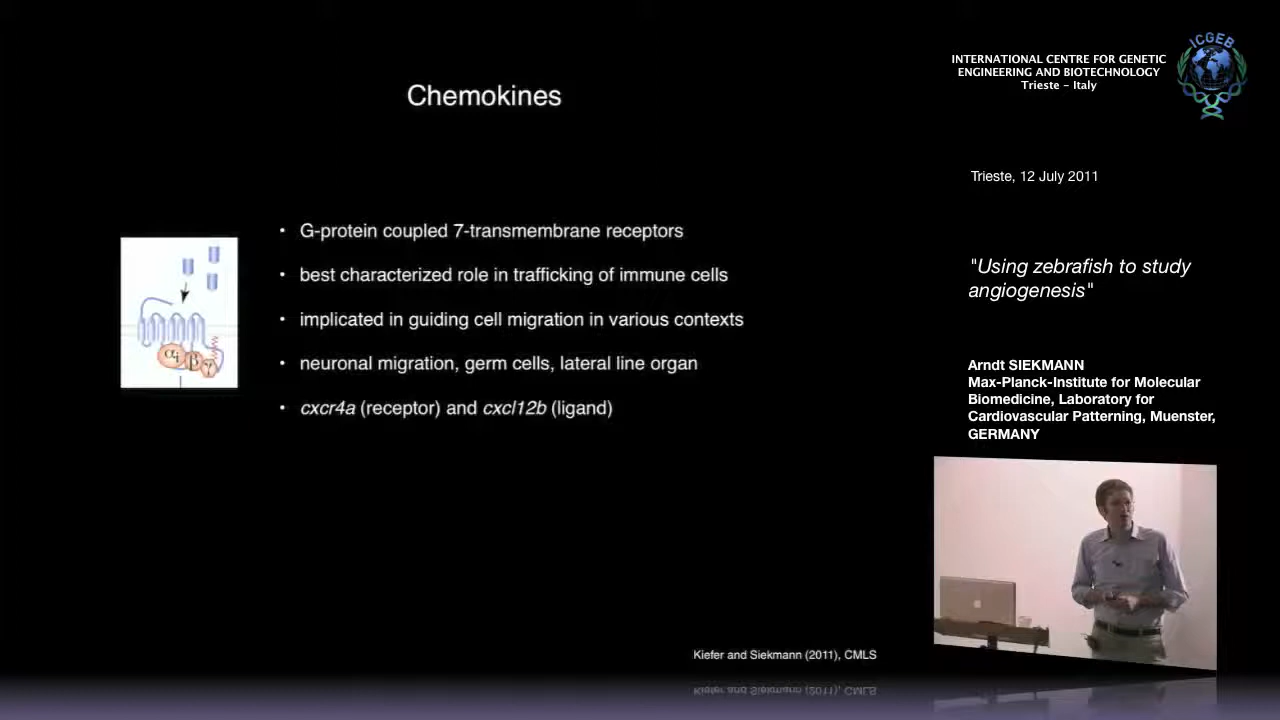 Chemokines
• G-protein coupled 7-transmembrane receptors
• best characterized role in trafficking of immune cells
• implicated in guiding cell migration in various contexts
• neuronal migration, germ cells, lateral line organ
• cxcr4a (receptor) and cxcl12b (ligand)
αi β γ
Kiefer and Siekmann (2011), CMLS
INTERNATIONAL CENTRE FOR GENETIC
ENGINEERING AND BIOTECHNOLOGY
Trieste - Italy
ICGEB
Trieste, 12 July 2011
"Using zebrafish to study
angiogenesis"
Arndt SIEKMANN
Max-Planck-Institute for Molecular
Biomedicine, Laboratory for
Cardiovascular Patterning, Muenster,
GERMANY